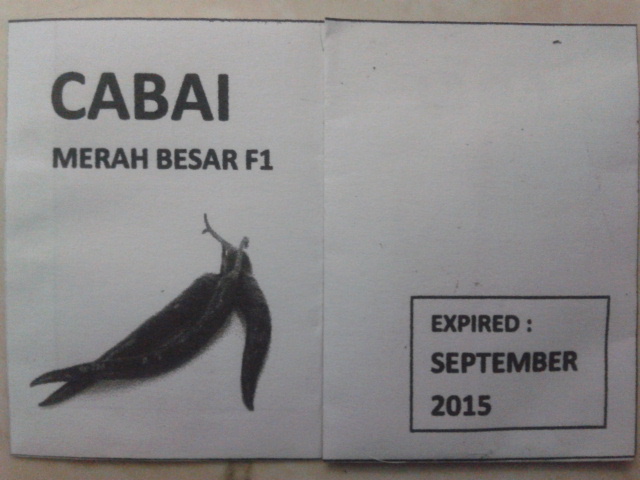 CABAI
MERAH BESAR F1
EXPIRED :
SEPTEMBER
2015